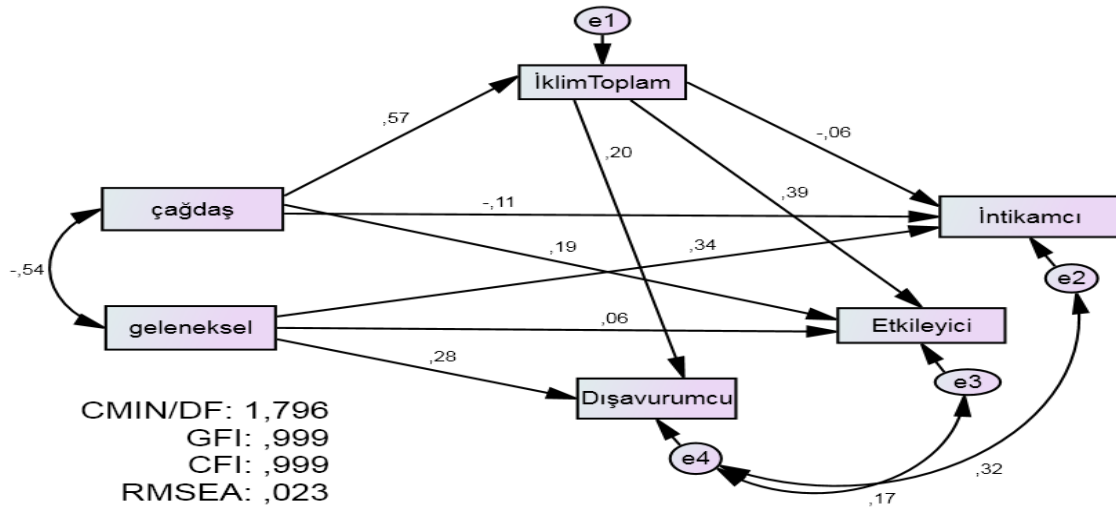 e1
İklimToplam
,57
-,06
,20
,39
çağdaş
-,11
İntikamcı
,19
,34
-,54
e2
geleneksel
,06
Etkileyici
,28
e3
Dışavurumcu
CMIN/DF: 1,796
GFI: ,999
CFI: ,999
RMSEA: ,023
e4
,32
,17